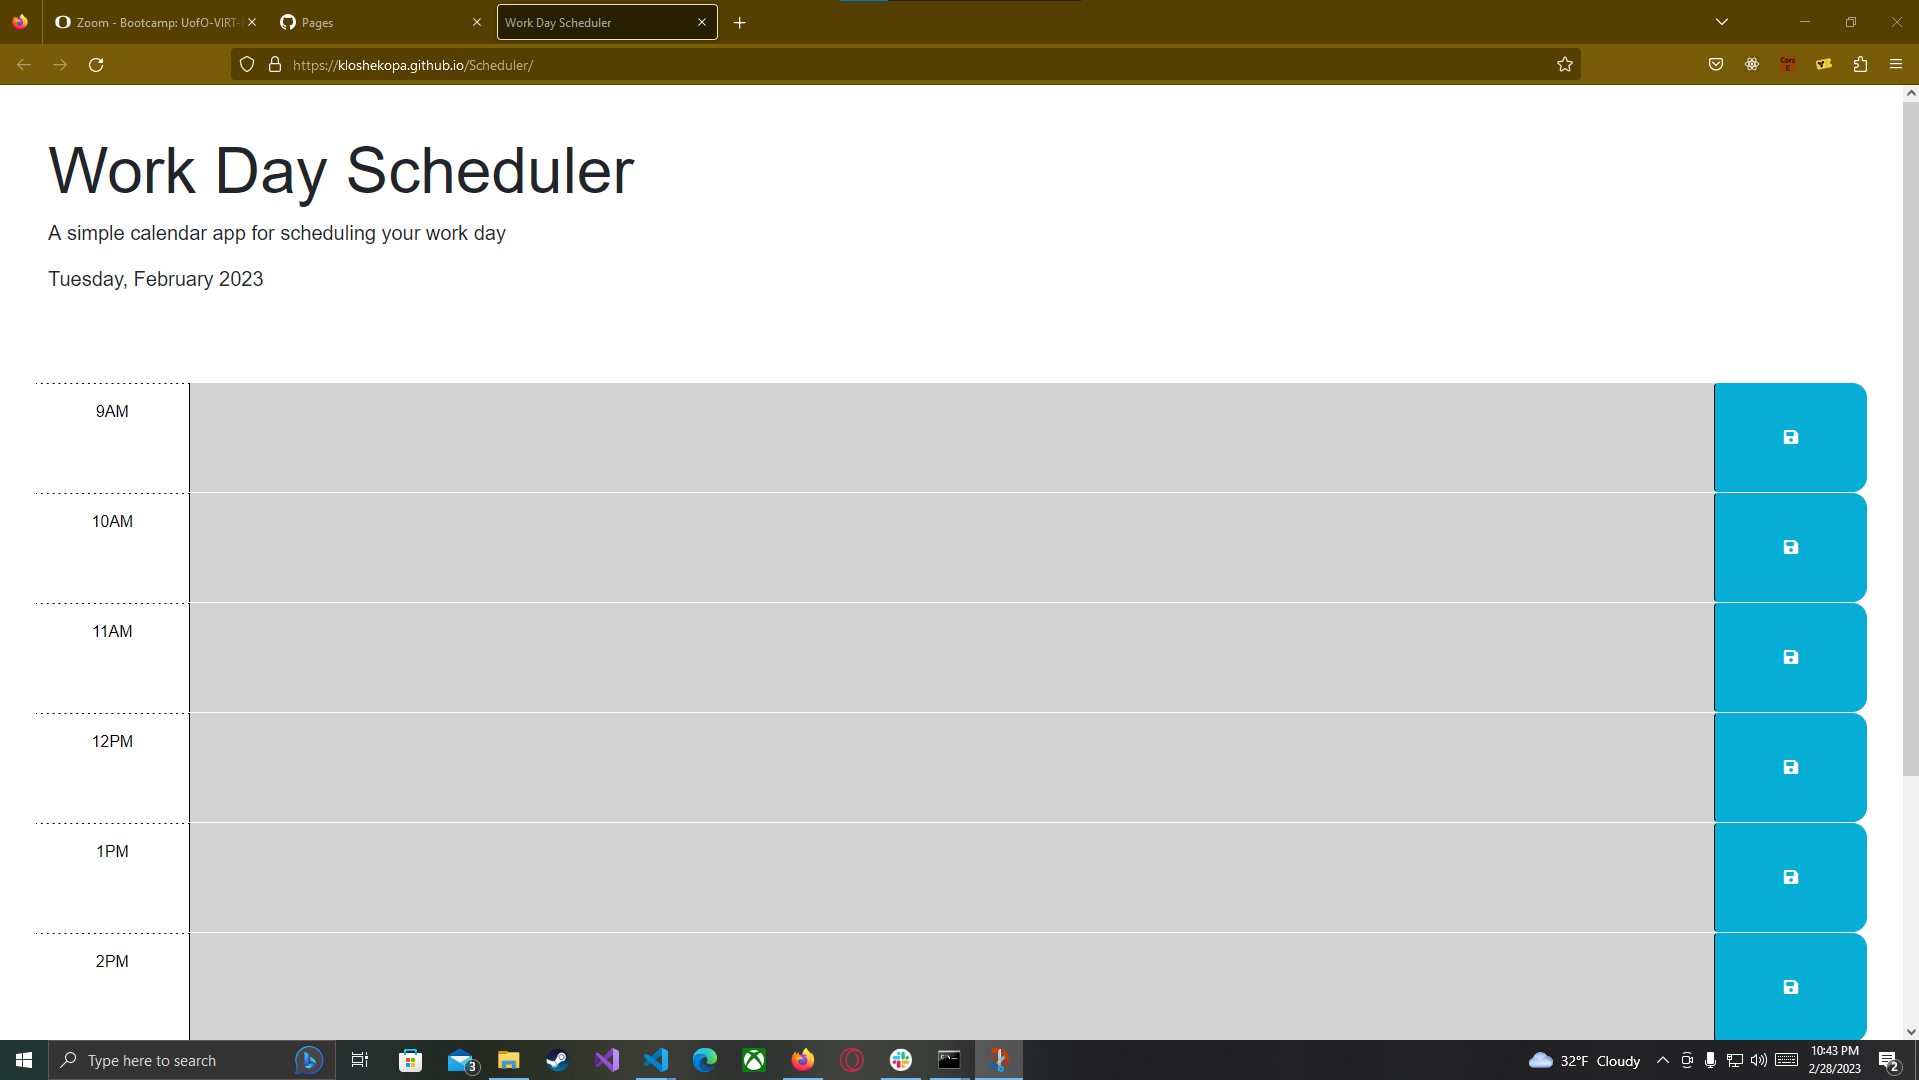 Zoom - Bootcamp: UofO-VIRT-
Pages
Work Day Scheduler
https://kloshekopa.github.io/Scheduler/
Work Day Scheduler
A simple calendar app for scheduling your work day
Tuesday, February 2023
9AM
10AM
11AM
12PM
1PM
2PM
Type here to search
3
32°F Cloudy
10:43 PM
2/28/2023
2